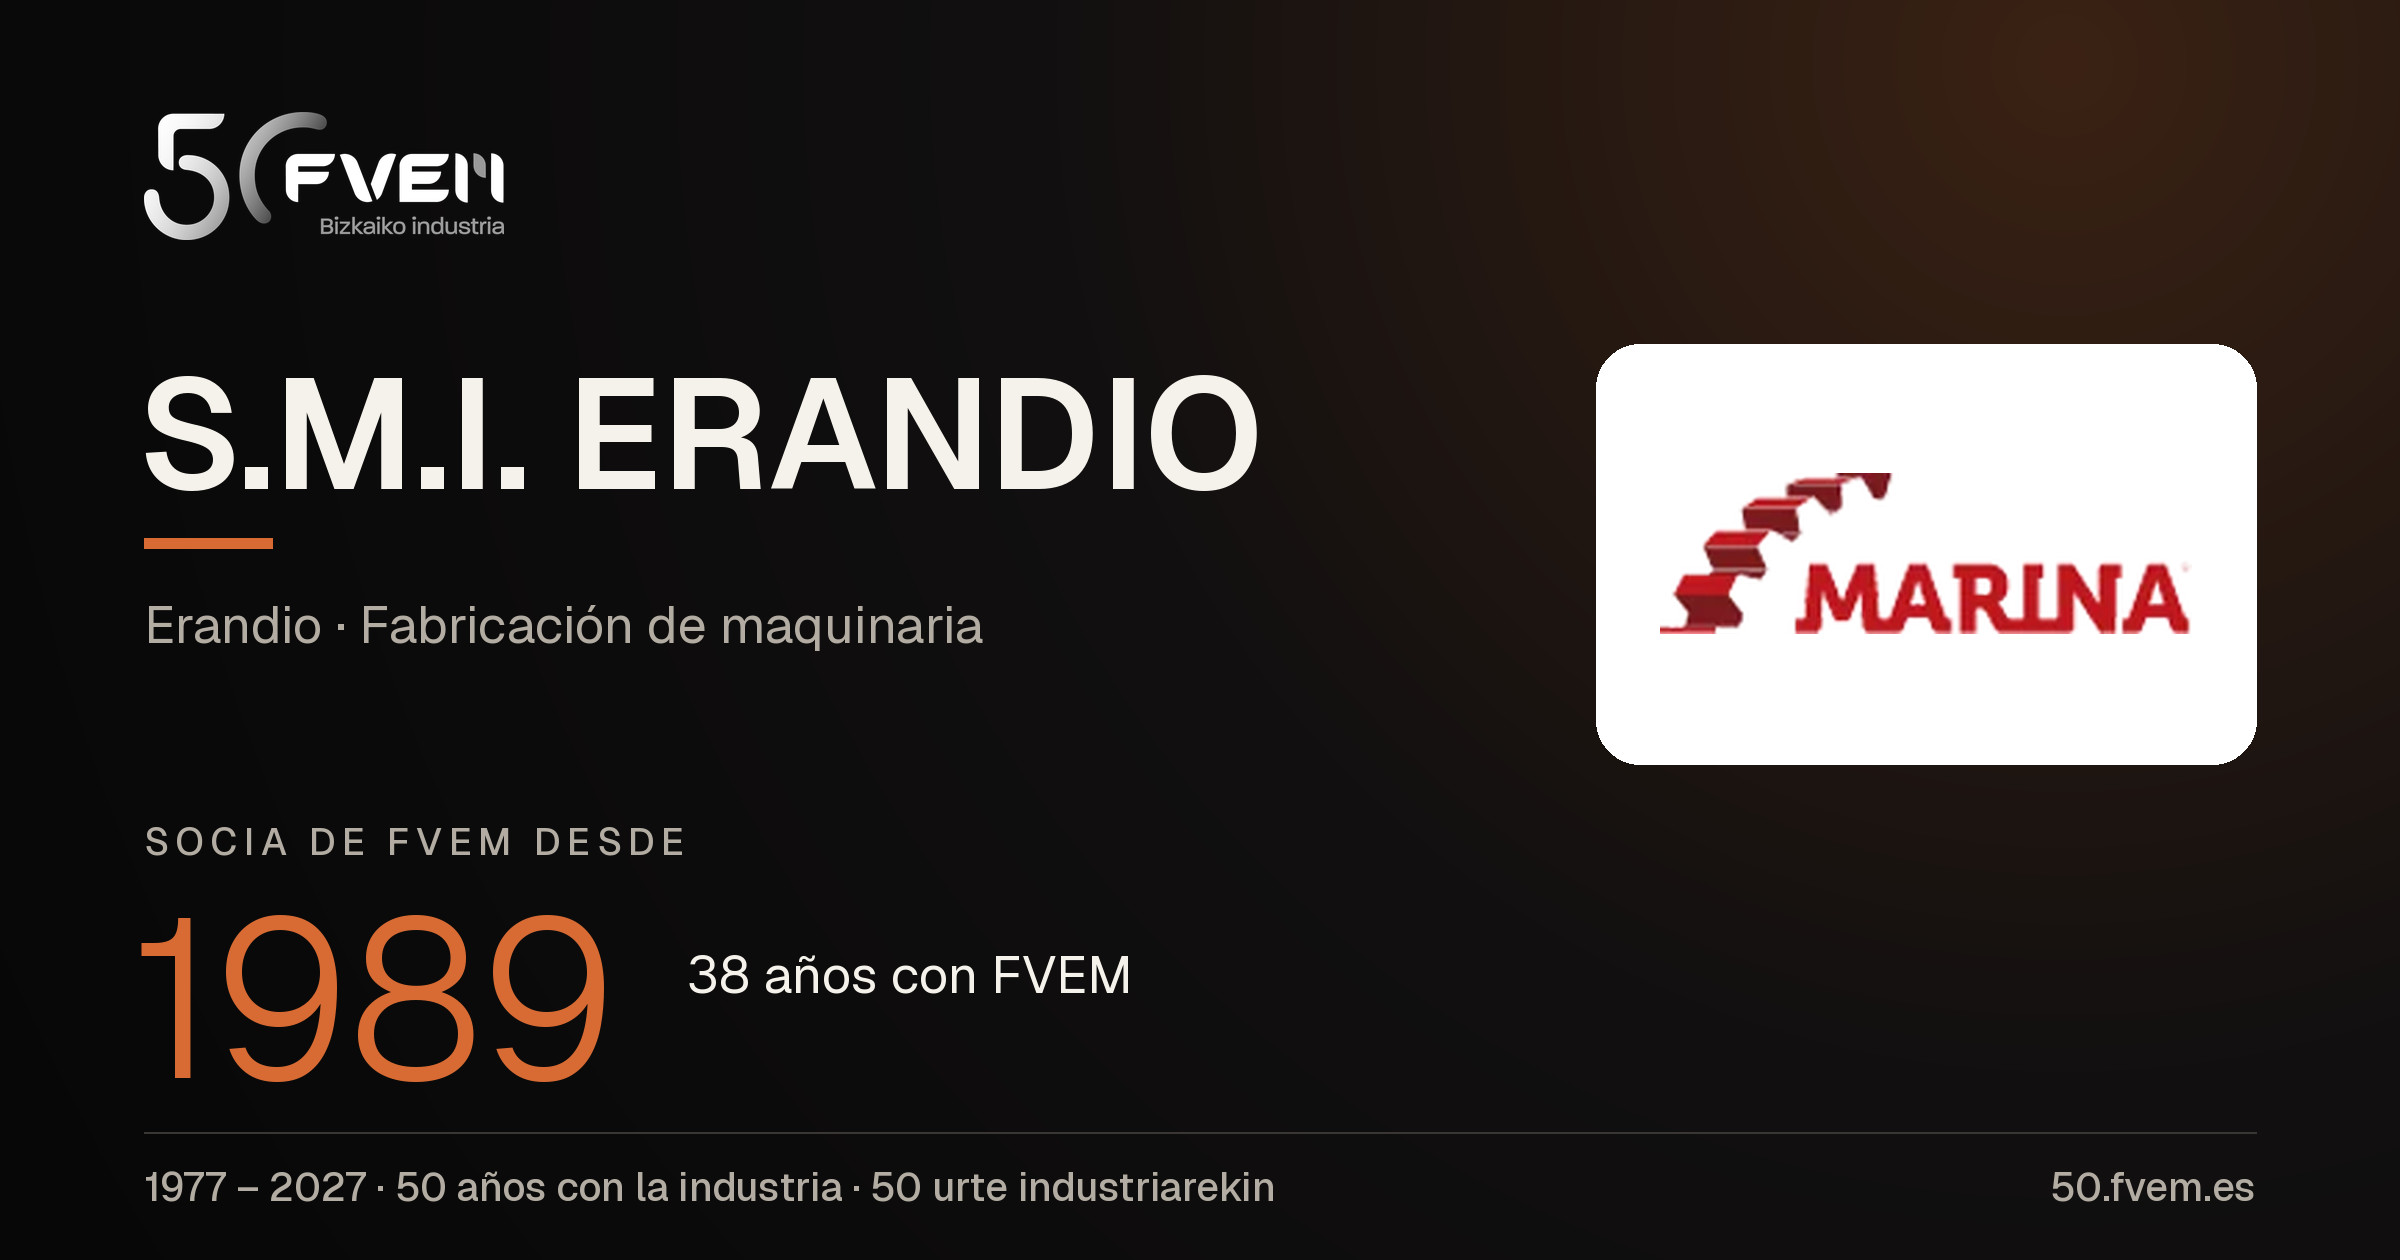 50 FVEM
Bizkaiko industria
S.M.I. ERANDIO
Erandio · Fabricación de maquinaria
MARINA
SOCIA DE FVEM DESDE
1989
38 años con FVEM
1977 – 2027 · 50 años con la industria · 50 urte industriarekin
50.fvem.es